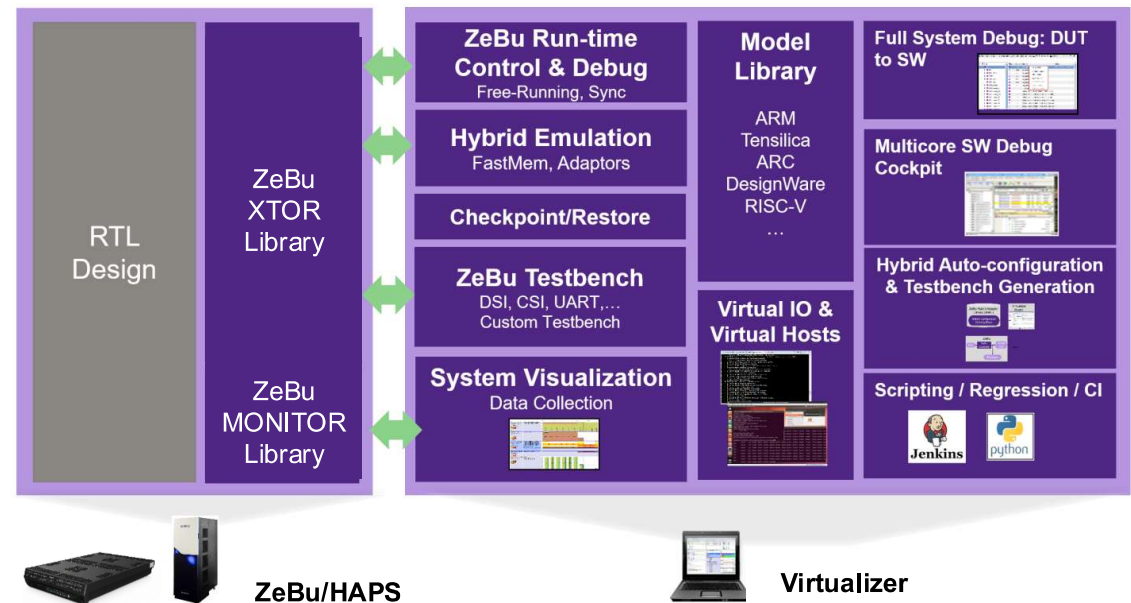 RTL
Design
ZeBu
XTOR
Library
ZeBu
MONITOR
Library
ZeBu Run-time
Control & Debug
Free-Running, Sync
Hybrid Emulation
FastMem, Adaptors
Checkpoint/Restore
ZeBu Testbench
DSI, CSI, UART,...
Custom Testbench
System Visualization
Data Collection
Model
Library
ARM
Tensilica
ARC
DesignWare
RISC-V
...
Virtual IO &
Virtual Hosts
Full System Debug: DUT
to SW
Multicore SW Debug
Cockpit
Hybrid Auto-configuration
& Testbench Generation
Scripting / Regression / CI
Jenkins
python
ZeBu/HAPS
Virtualizer